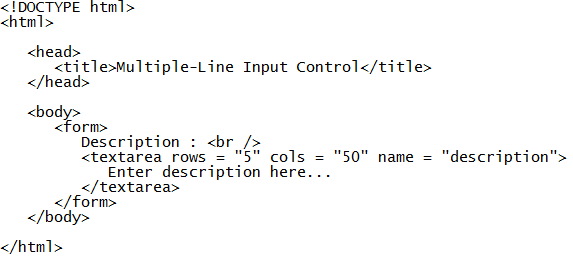 <!DOCTYPE html>
<html>
<head>
<title>Multiple-Line Input Control</title>
</head>
<body>
<form>
Description : <br />
<textarea rows = "5" cols = "50" name = "description">
Enter description here...
</textarea>
</form>
</body>
</html>